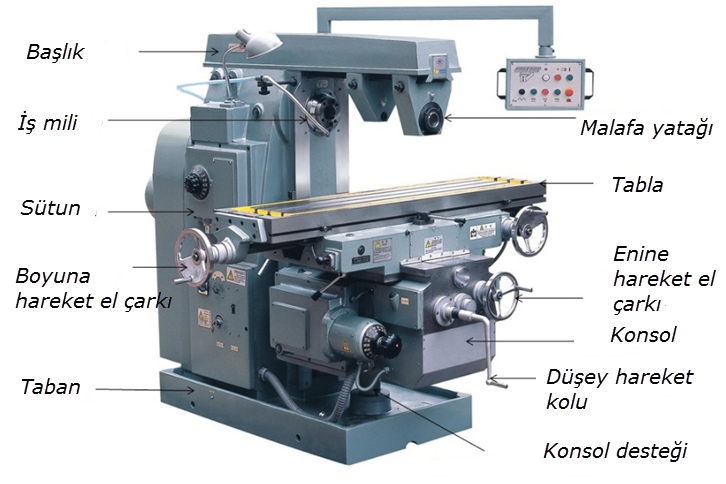 Başlık
İş mili
Malafa yatağı
Tabla
Sütun
Enine
hareket el
çarkı
Boyuna
hareket el çarkı
Konsol
Düşey hareket
kolu
Taban
Konsol desteği